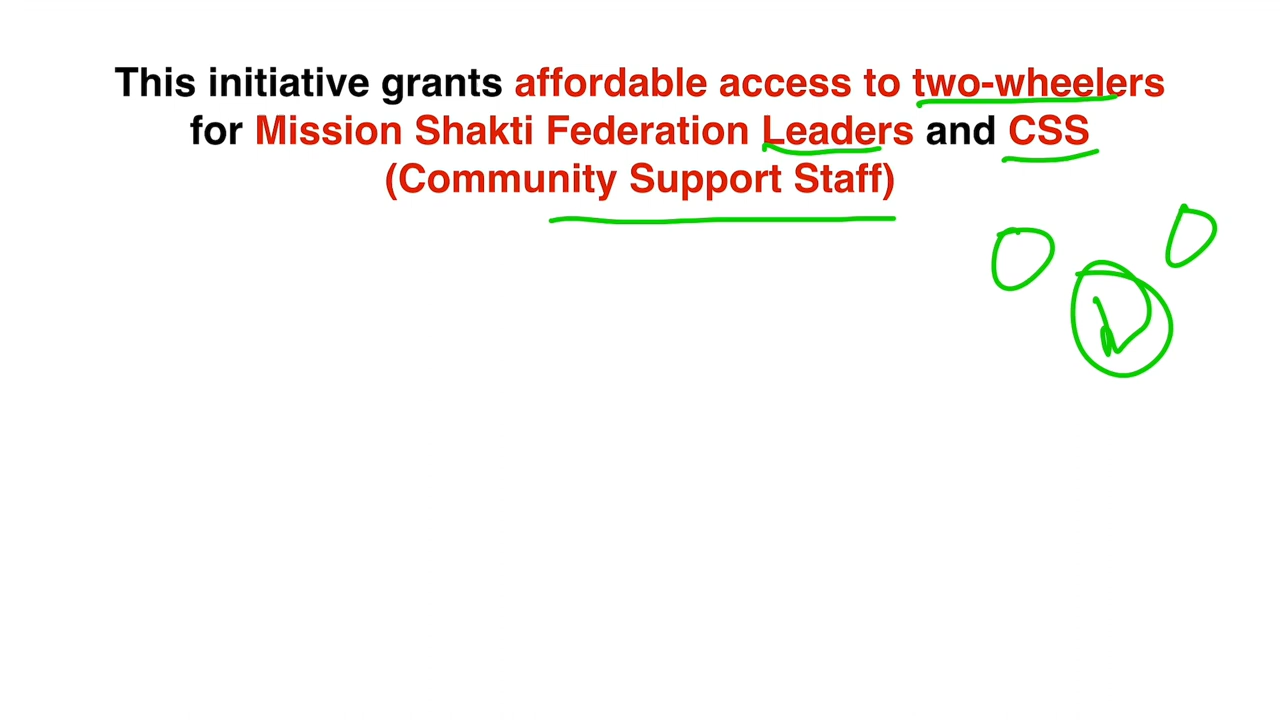 This initiative grants affordable access to two-wheelers
for Mission Shakti Federation Leaders and CSS
(Community Support Staff)